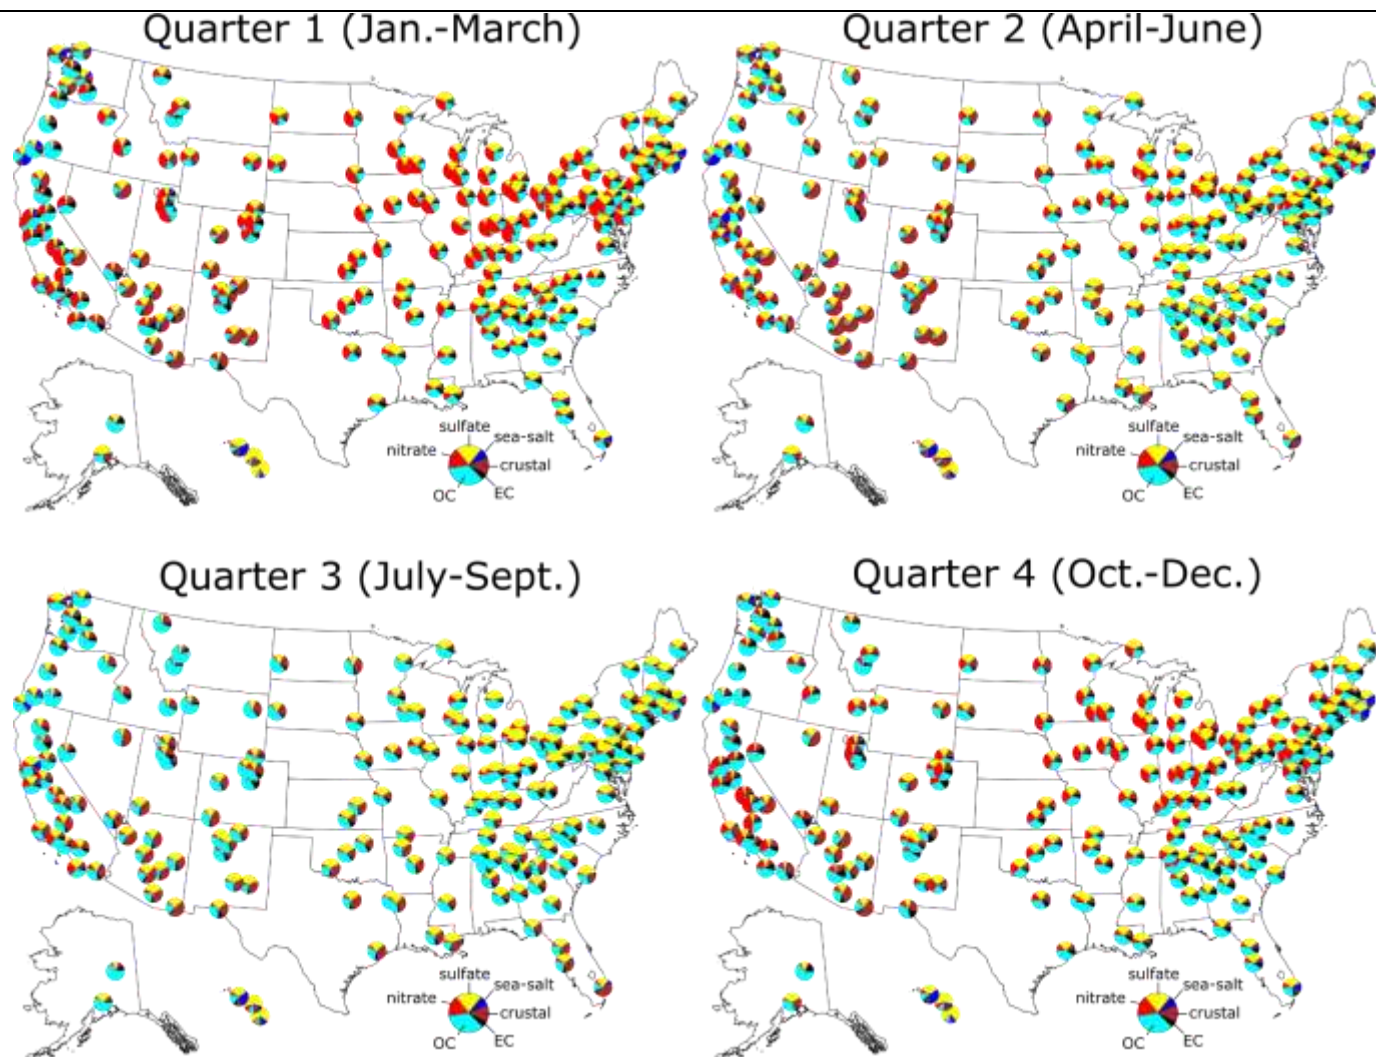 Quarter 1 (Jan.-March)
sulfate
sea-salt
nitrate
crustal
OC
EC
Quarter 2 (April-June)
sulfate
sea-salt
nitrate
crustal
OC
EC
Quarter 3 (July-Sept.)
sulfate
sea-salt
nitrate
crustal
OC
EC
Quarter 4 (Oct.-Dec.)
sulfate
sea-salt
nitrate
crustal
OC
EC